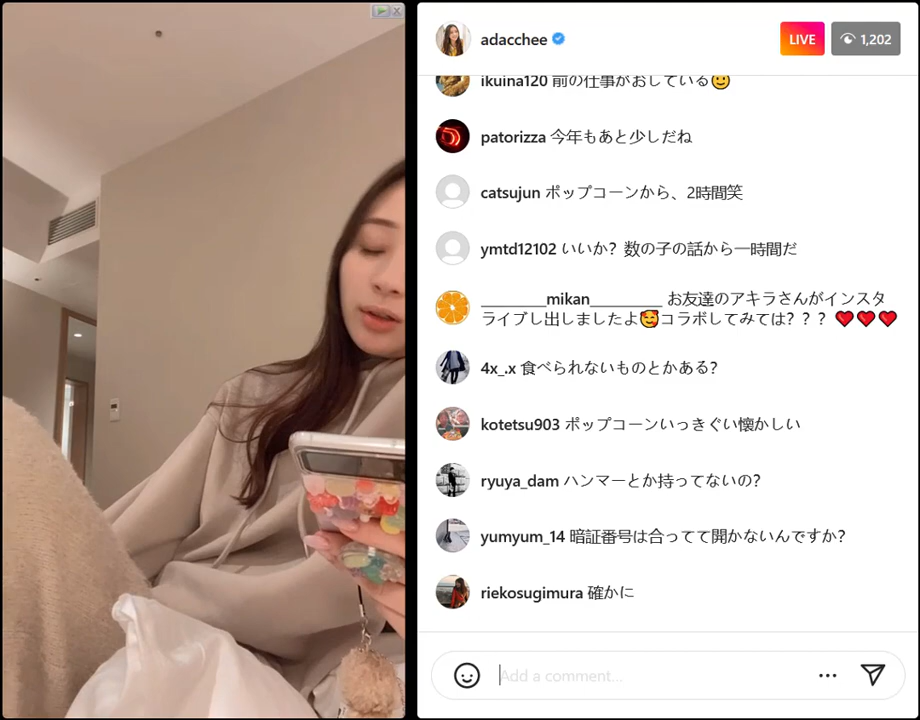 adacchee
LIVE
1,202
ikuina120 前の仕事がおしている🙂
patorizza 今年もあと少しだね
catsujun ポップコーンから、2時間笑
ymtd12102 いいか？数の子の話から一時間だ
_________mikan__________ お友達のアキラさんがインスタ
ライブし出しましたよ🥰コラボしてみては？？？❤️❤️❤️
4x_.x 食べられないものとかある？
kotetsu903 ポップコーンいっきぐい懐かしい
ryuya_dam ハンマーとか持ってないの？
yumyum_14 暗証番号は合ってて開かないんですか？
riekosugimura 確かに
Add a comment...